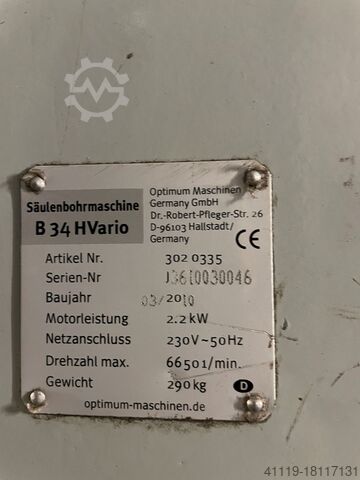 Säulenbohrmaschine
B 34 HVario
Optimum Maschinen
Germany GmbH
Dr.-Robert-Pfleger-Str. 26
D-96103 Hallstadt/
Germany
CE
Artikel Nr. 302 0335
Serien-Nr J3610030046
Baujahr 03/2010
Motorleistung 2.2 kW
Netzanschluss 230V ~50Hz
Drehzahl max. 66501/min.
Gewicht 290kg D
optimum-maschinen.de
41119-18117131